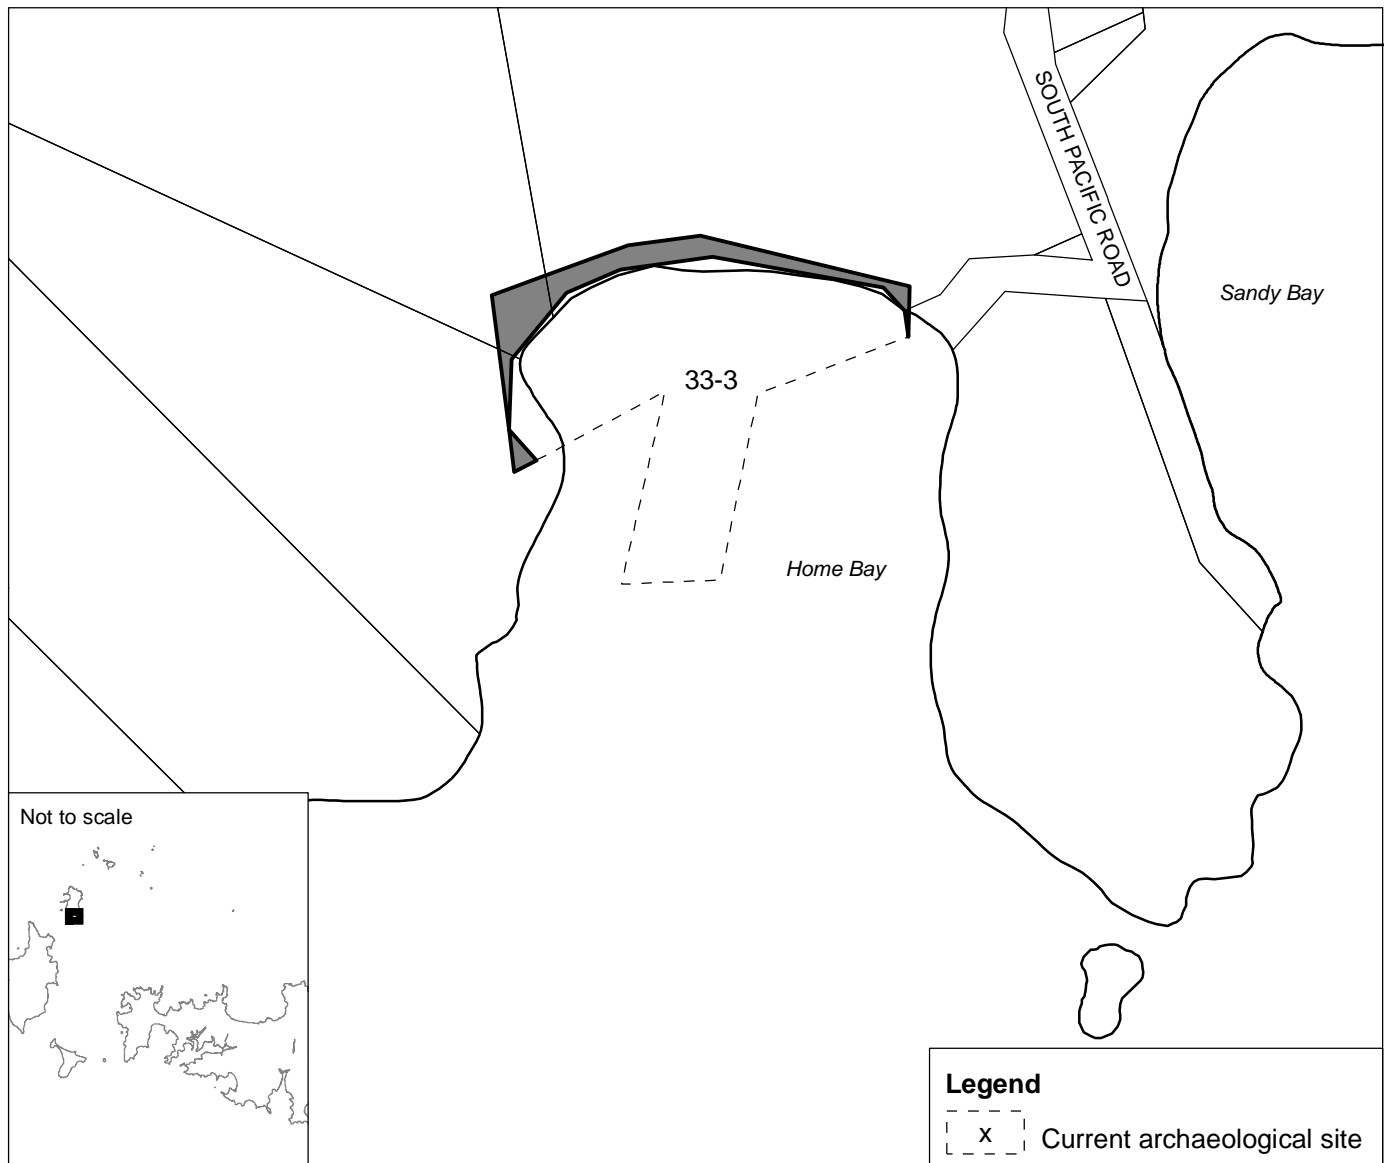 SOUTH PACIFIC ROAD
Sandy Bay
33-3
Home Bay
Not to scale
Legend
x
Current archaeological site